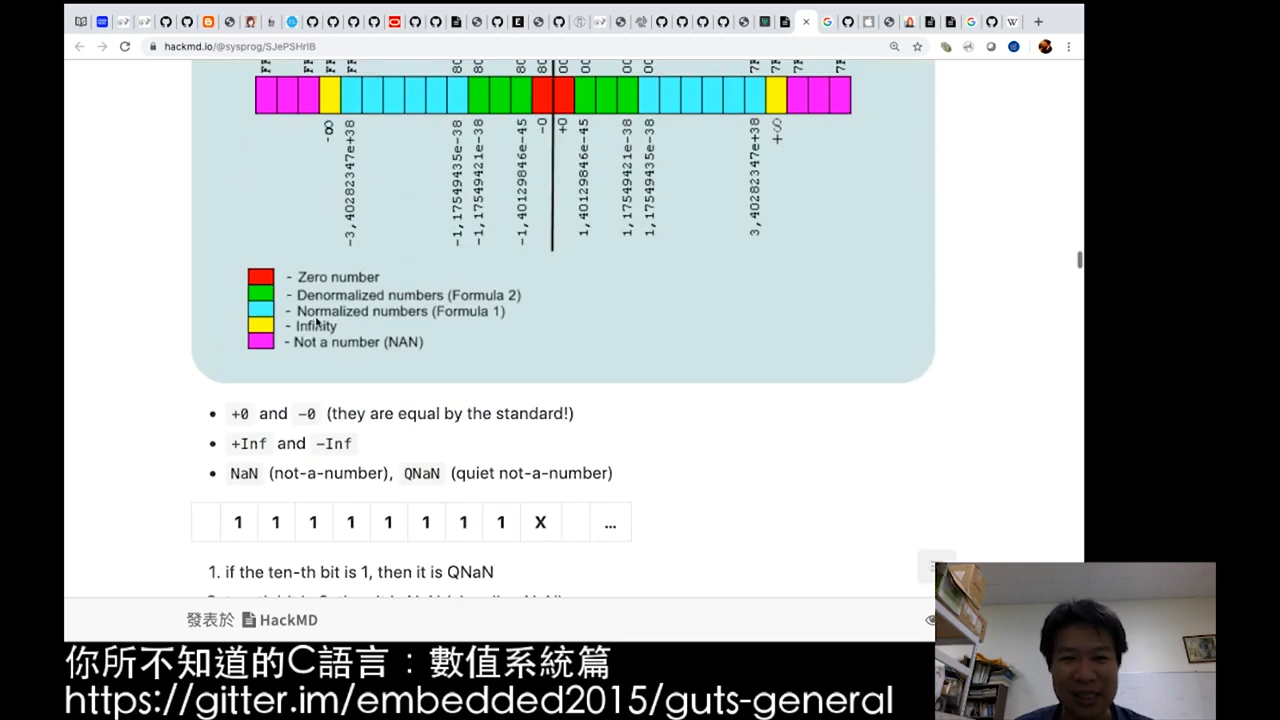 hackmd.io/@sysprog/SJePSHrlB
-∞
-3,40282347e+38
-1,17549435e-38
-1,17549421e-38
-1,40129846e-45
-0
+0
1,40129846e-45
1,17549421e-38
1,17549435e-38
3,40282347e+38
+∞
- Zero number
- Denormalized numbers (Formula 2)
- Normalized numbers (Formula 1)
- Infinity
- Not a number (NAN)
+0 and -0 (they are equal by the standard!)
+Inf and -Inf
NaN (not-a-number), QNaN (quiet not-a-number)
1 1 1 1 1 1 1 1 X ...
1. if the ten-th bit is 1, then it is QNaN
發表於 HackMD
你所不知道的C語言：數值系統篇
https://gitter.im/embedded2015/guts-general